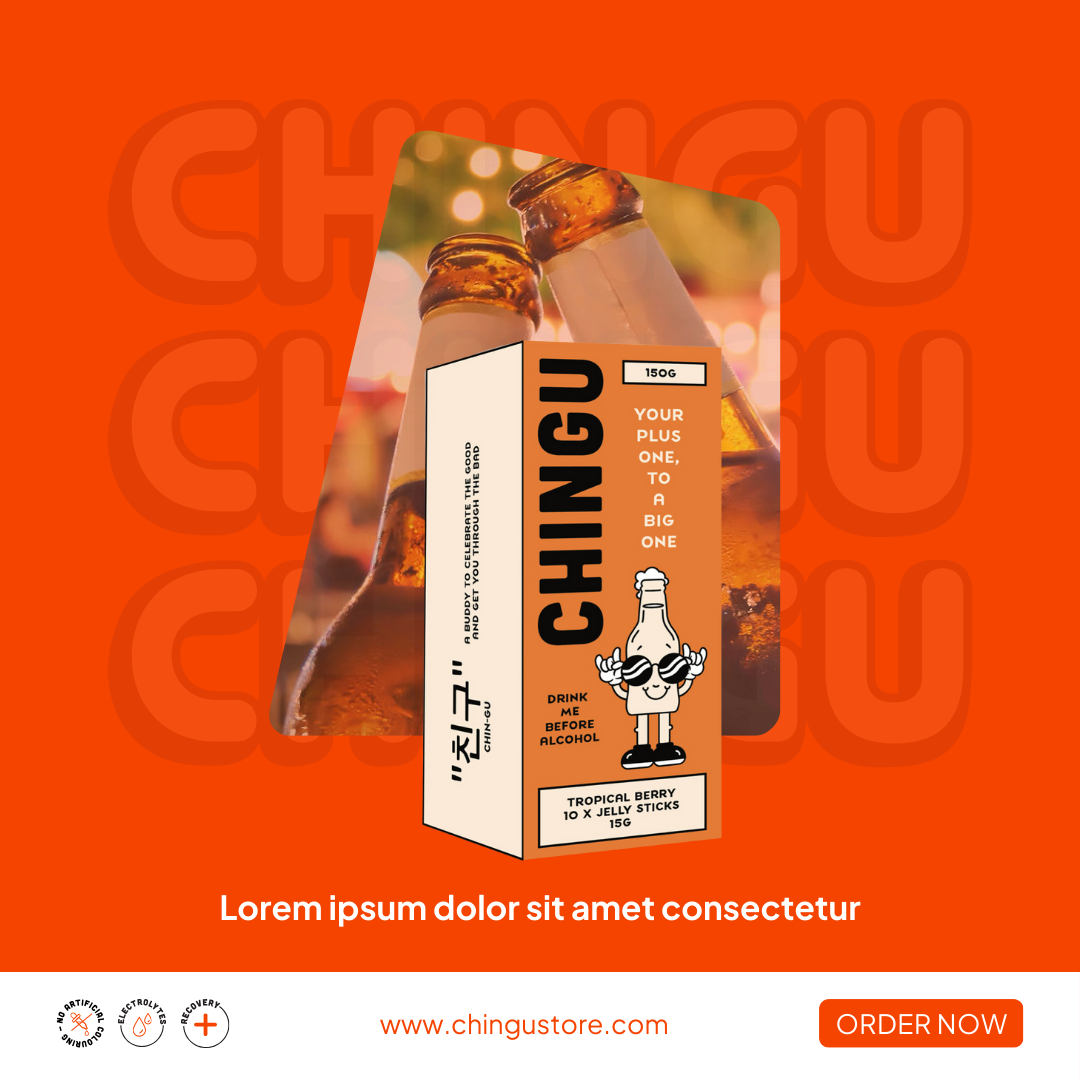 CHINGU
CHINGU
CHINGU
CHINGU
150G
YOUR
PLUS
ONE,
TO
A
BIG
ONE
A BUDDY TO CELEBRATE THE GOOD
AND GET YOU THROUGH THE BAD
"친구"
CHIN-GU
DRINK
ME
BEFORE
ALCOHOL
TROPICAL BERRY
10 X JELLY STICKS
15G
Lorem ipsum dolor sit amet consectetur
- NO ARTIFICIAL COLOURING
ELECTROLYTES
RECOVERY
www.chingustore.com
ORDER NOW